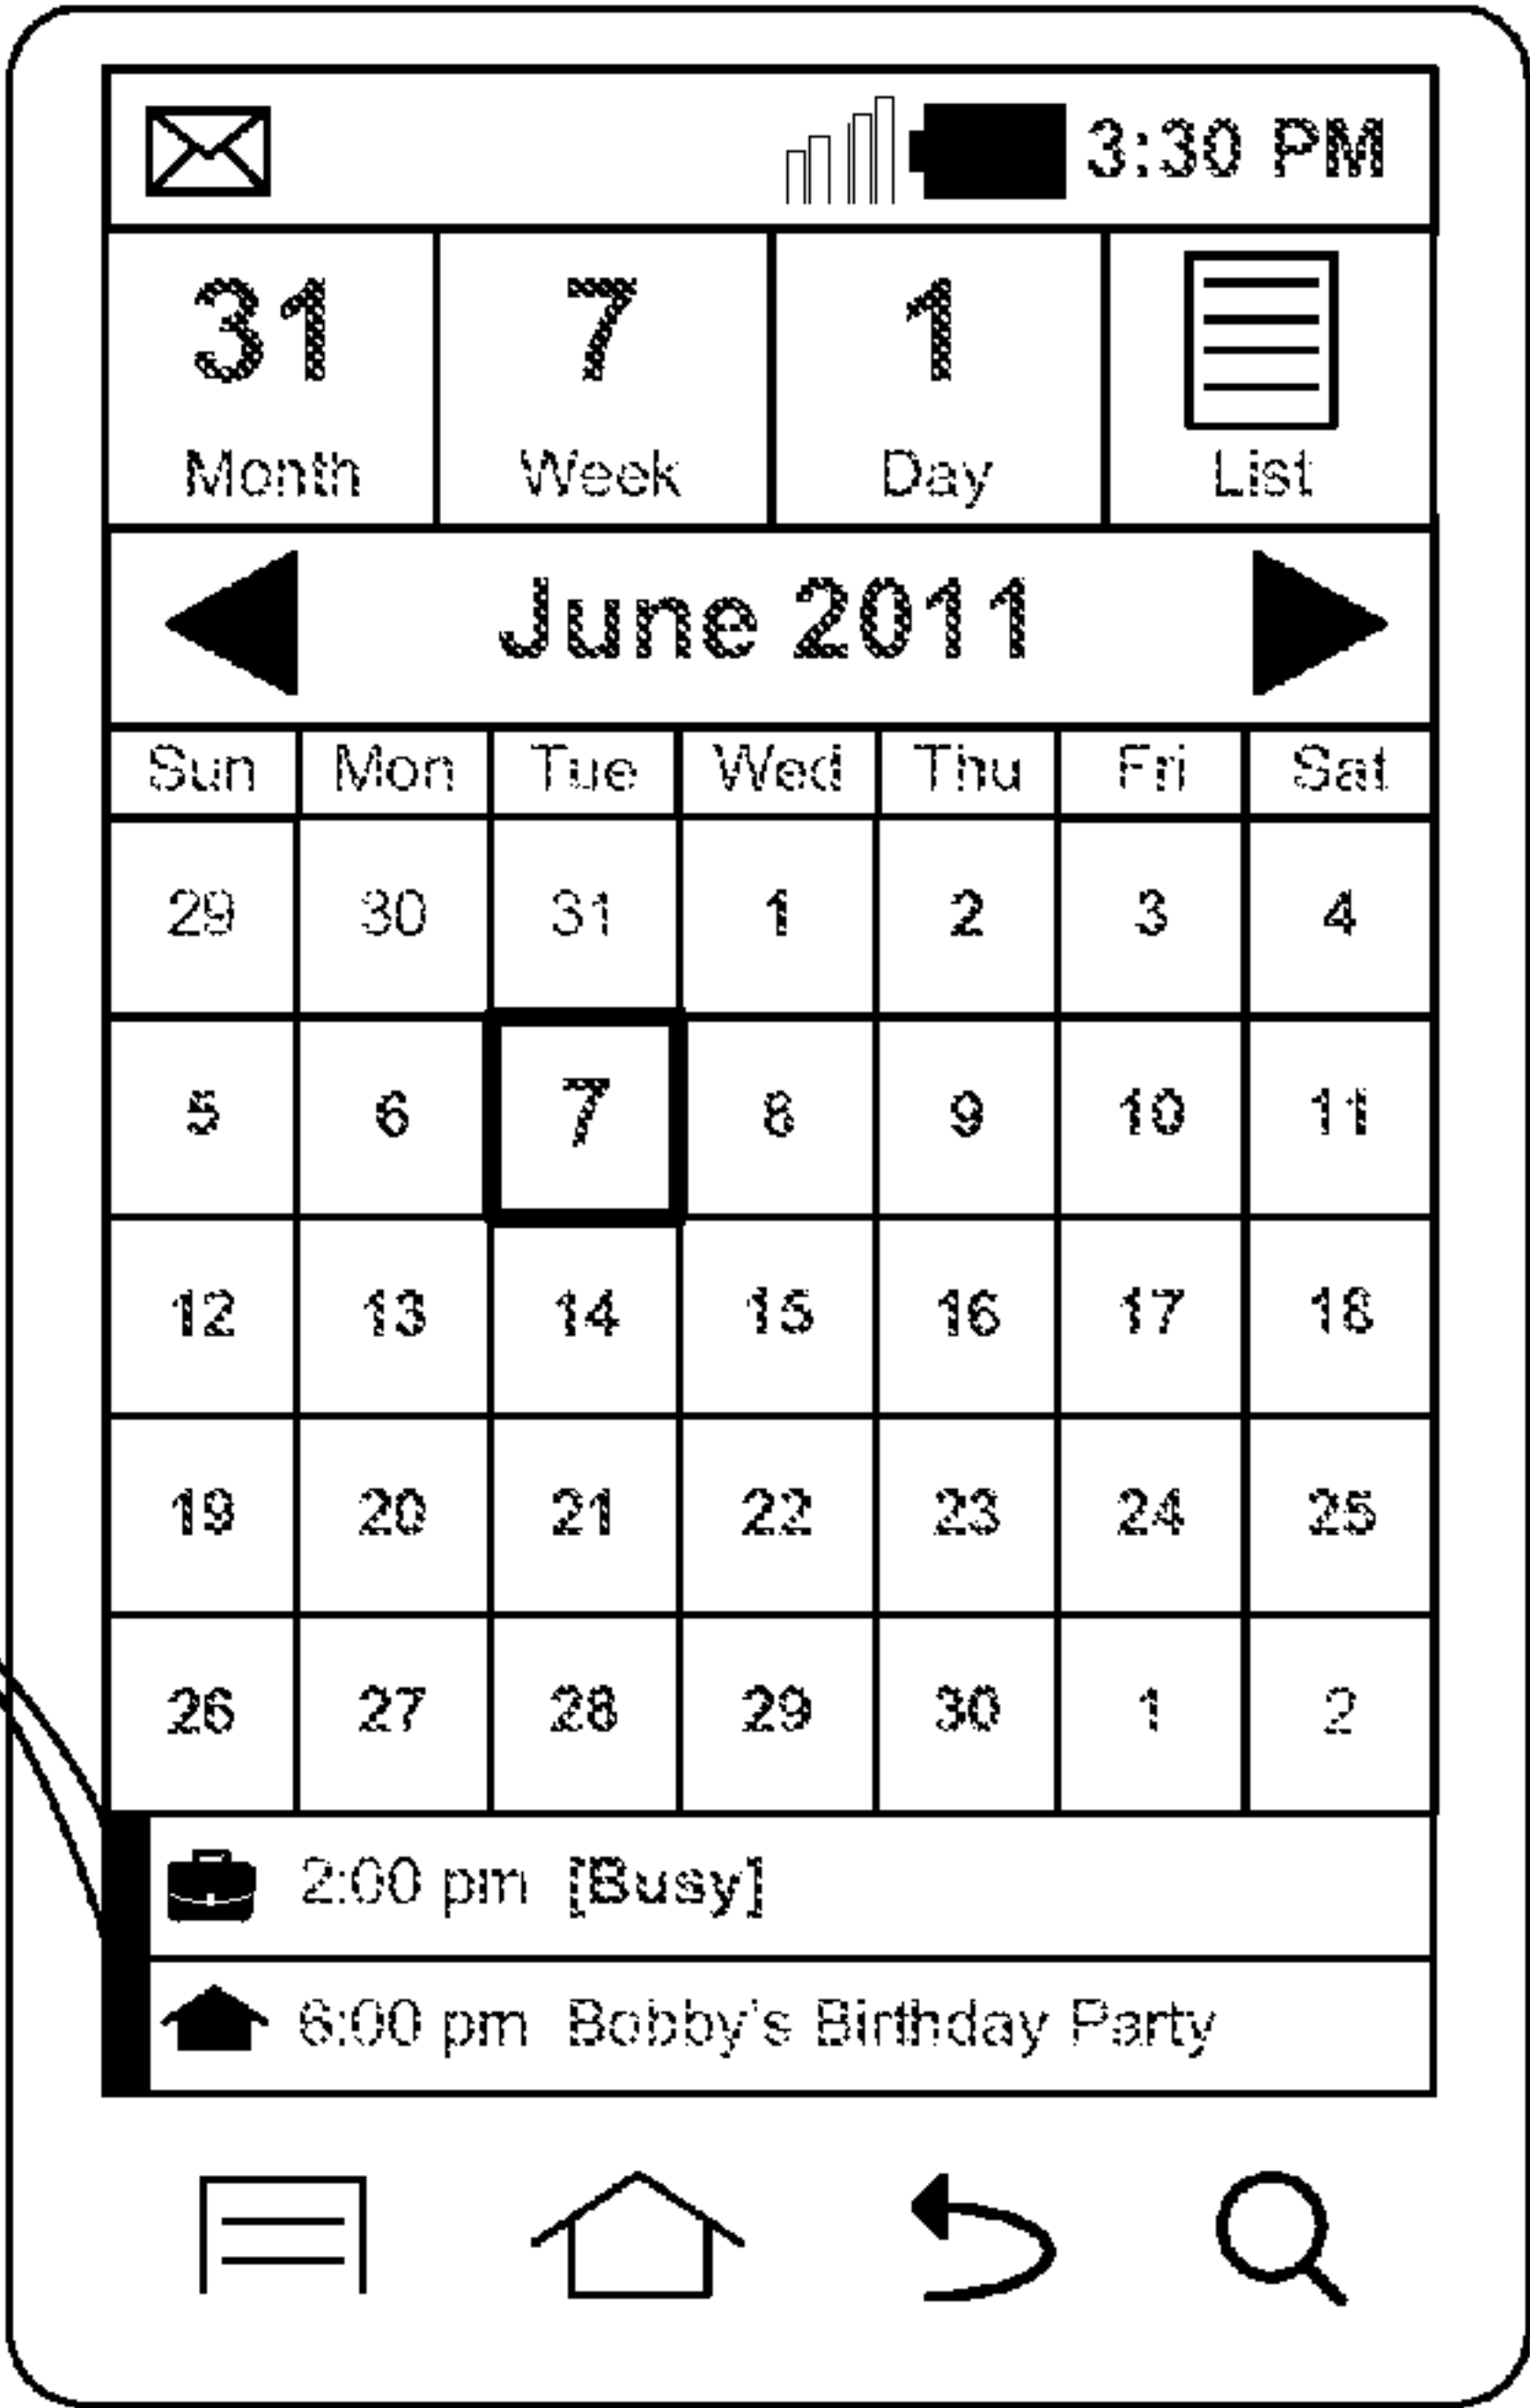 3:30 PM
31 7 1
Month Week Day List
June 2011
Sun Mon Tue Wed Thu Fri Sat
29 30 31 1 2 3 4
5 6 7 8 9 10 11
12 13 14 15 16 17 18
19 20 21 22 23 24 25
26 27 28 29 30 1 2
2:00 pm [Busy]
6:00 pm Bobby's Birthday Party